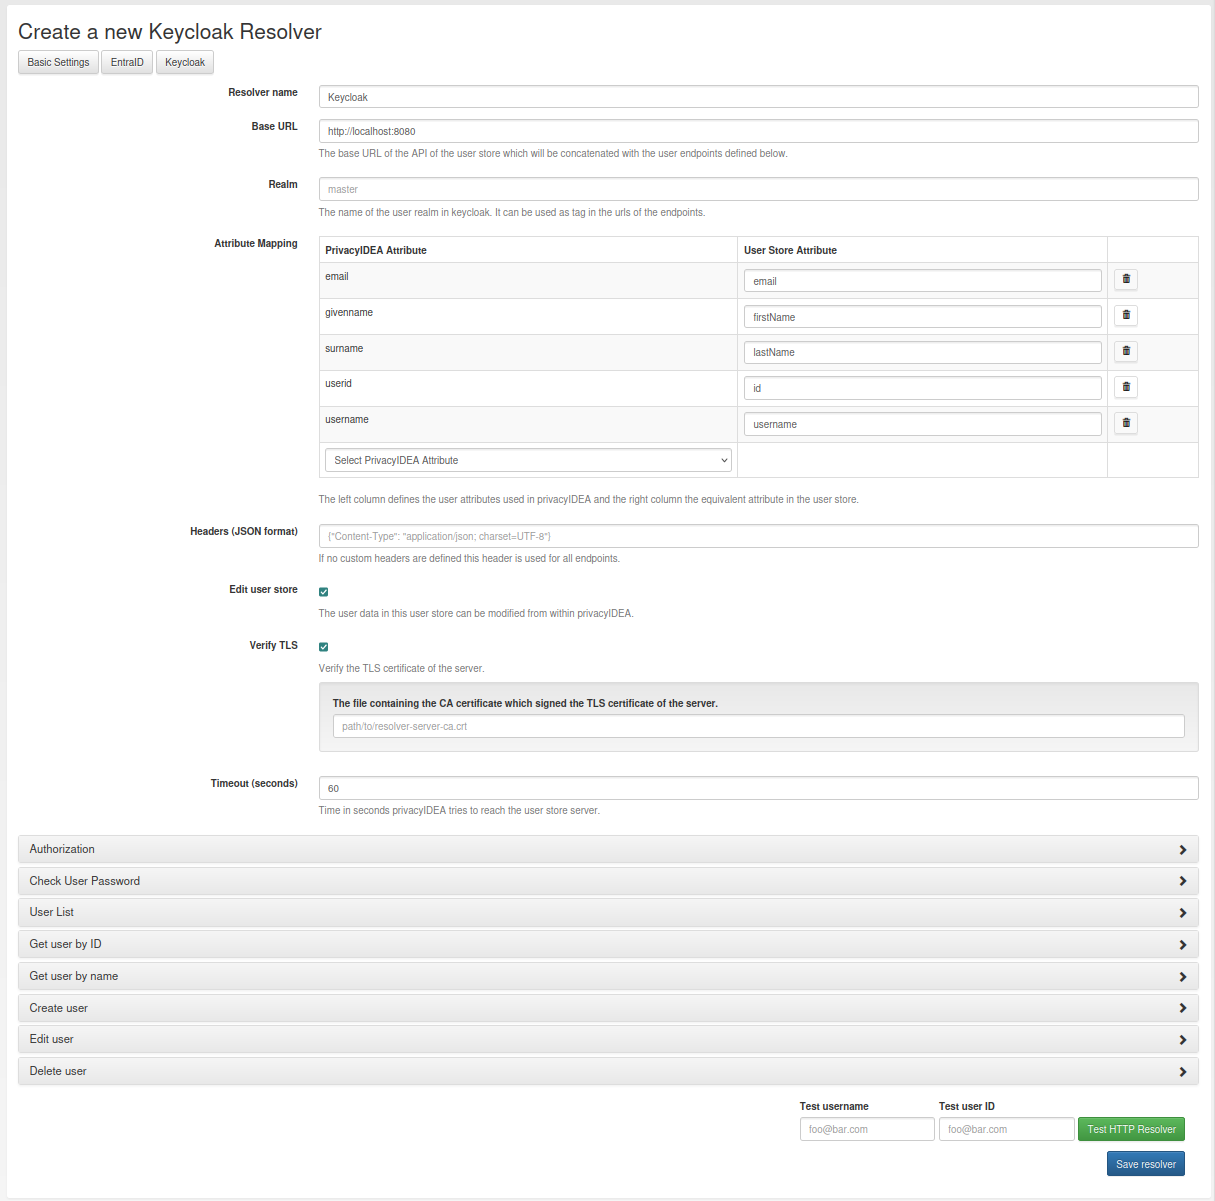 Create a new Keycloak Resolver
Basic Settings EntraID Keycloak
Resolver name Keycloak
Base URL http://localhost:8080
The base URL of the API of the user store which will be concatenated with the user endpoints defined below.
Realm master
The name of the user realm in keycloak. It can be used as tag in the urls of the endpoints.
Attribute Mapping PrivacyIDEA Attribute User Store Attribute
email email
givenname firstName
surname lastName
userid id
username username
Select PrivacyIDEA Attribute
The left column defines the user attributes used in privacyIDEA and the right column the equivalent attribute in the user store.
Headers (JSON format) {"Content-Type": "application/json; charset=UTF-8"}
If no custom headers are defined this header is used for all endpoints.
Edit user store
The user data in this user store can be modified from within privacyIDEA.
Verify TLS
Verify the TLS certificate of the server.
The file containing the CA certificate which signed the TLS certificate of the server.
path/to/resolver-server-ca.crt
Timeout (seconds) 60
Time in seconds privacyIDEA tries to reach the user store server.
Authorization
Check User Password
User List
Get user by ID
Get user by name
Create user
Edit user
Delete user
Test username Test user ID
foo@bar.com foo@bar.com Test HTTP Resolver
Save resolver